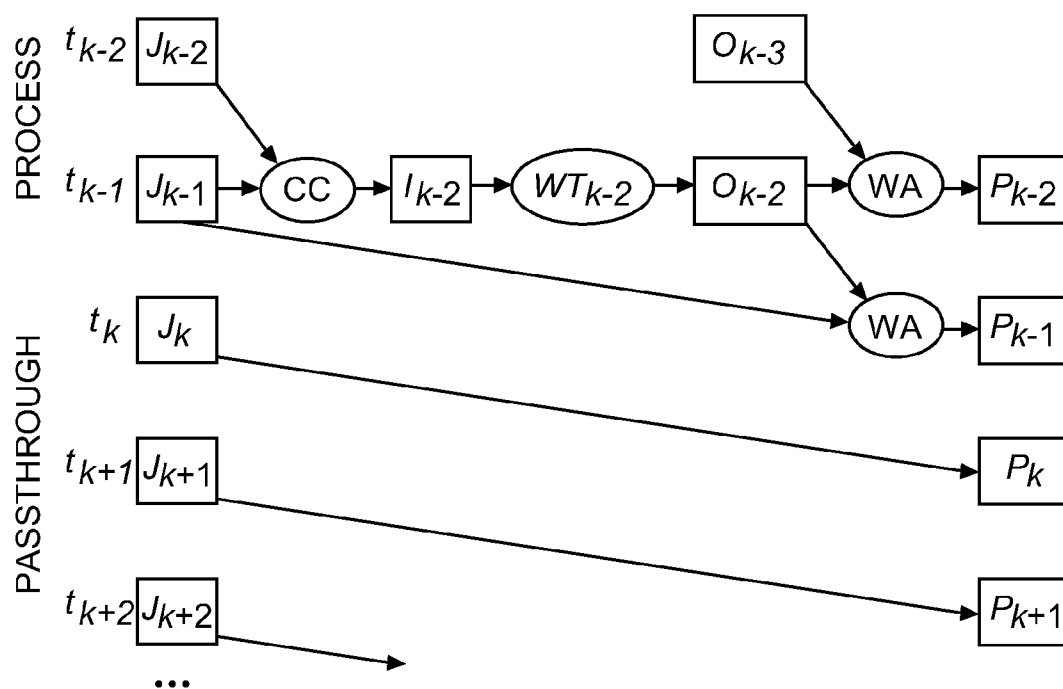 PROCESS
t_{k-2} J_{k-2} O_{k-3}
t_{k-1} J_{k-1} CC I_{k-2} WT_{k-2} O_{k-2} WA P_{k-2}
PASSTHROUGH
t_k J_k WA P_{k-1}
t_{k+1} J_{k+1} P_k
t_{k+2} J_{k+2} P_{k+1}
...